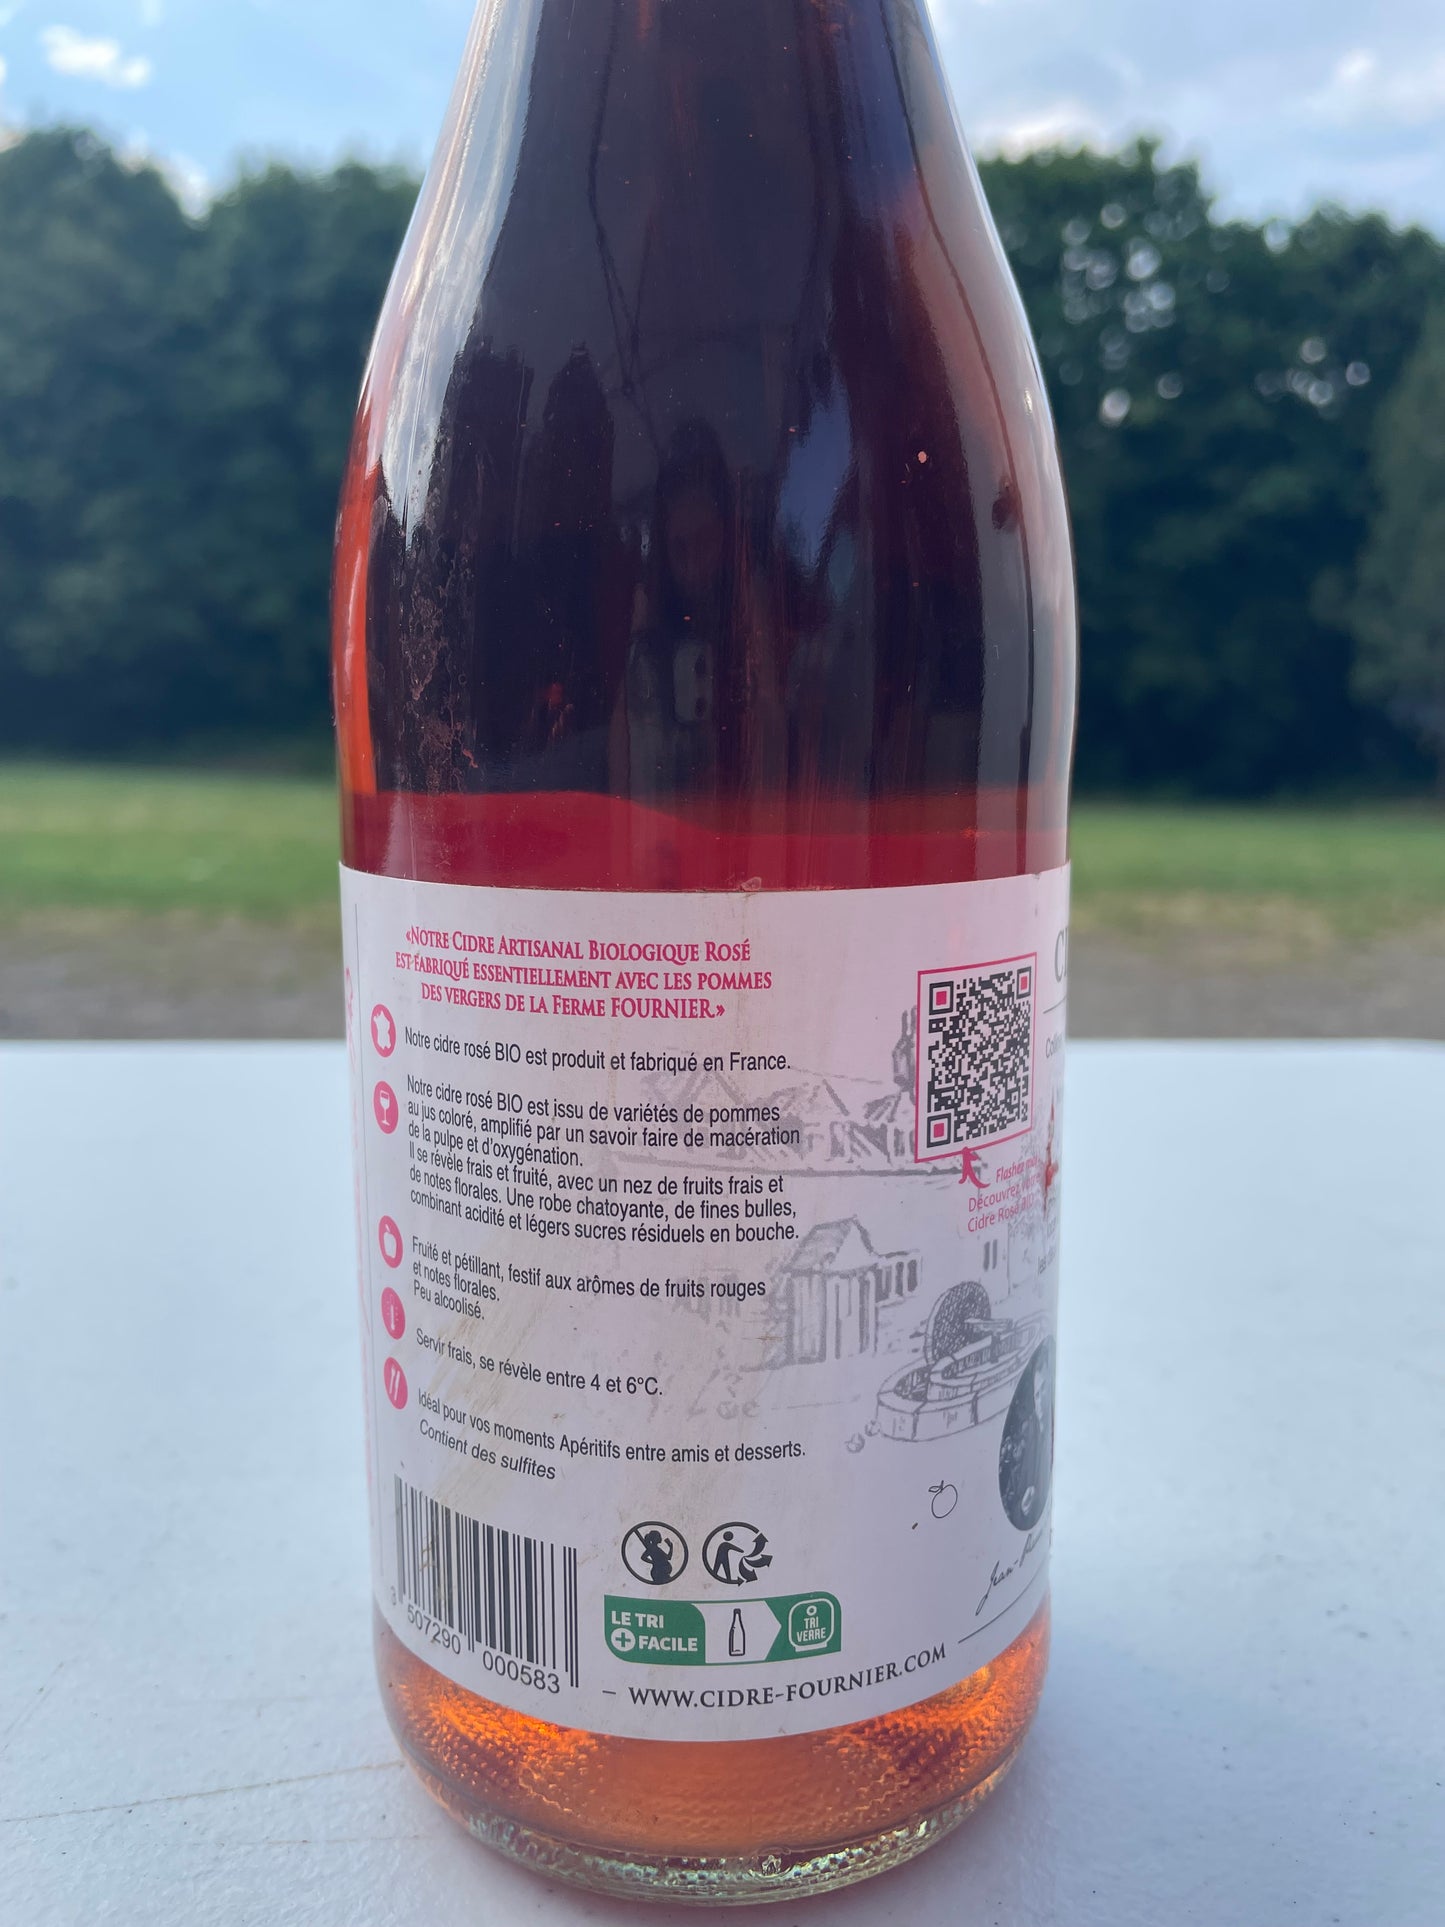 «Notre Cidre Artisanal Biologique Rosé
est fabriqué essentiellement avec les pommes
des vergers de la Ferme FOURNIER.»
Notre cidre rosé BIO est produit et fabriqué en France.
Notre cidre rosé BIO est issu de variétés de pommes
au jus coloré, amplifié par un savoir faire de macération
de la pulpe et d'oxygénation.
Il se révèle frais et fruité, avec un nez de fruits frais et
de notes florales. Une robe chatoyante, de fines bulles,
combinant acidité et légers sucres résiduels en bouche.
Fruité et pétillant, festif aux arômes de fruits rouges
et notes florales.
Peu alcoolisé.
Servir frais, se révèle entre 4 et 6°C.
Idéal pour vos moments Apéritifs entre amis et desserts.
Contient des sulfites
3 507290 000583
LE TRI
+ FACILE
TRI
VERRE
– WWW.CIDRE-FOURNIER.COM –
Flashez moi
Découvrez
Cidre Rosé
Jean-